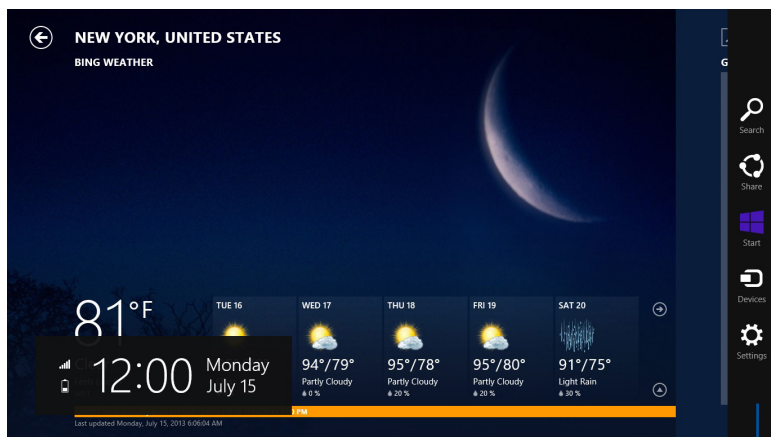 NEW YORK, UNITED STATES
BING WEATHER
G
Search
Share
Start
Devices
Settings
81°F
TUE 16
WED 17
94°/79°
Partly Cloudy
0 %
THU 18
95°/78°
Partly Cloudy
20 %
FRI 19
95°/80°
Partly Cloudy
20 %
SAT 20
91°/75°
Light Rain
30 %
12:00
Monday
July 15
PM
Last updated Monday, July 15, 2013 6:06:04 AM